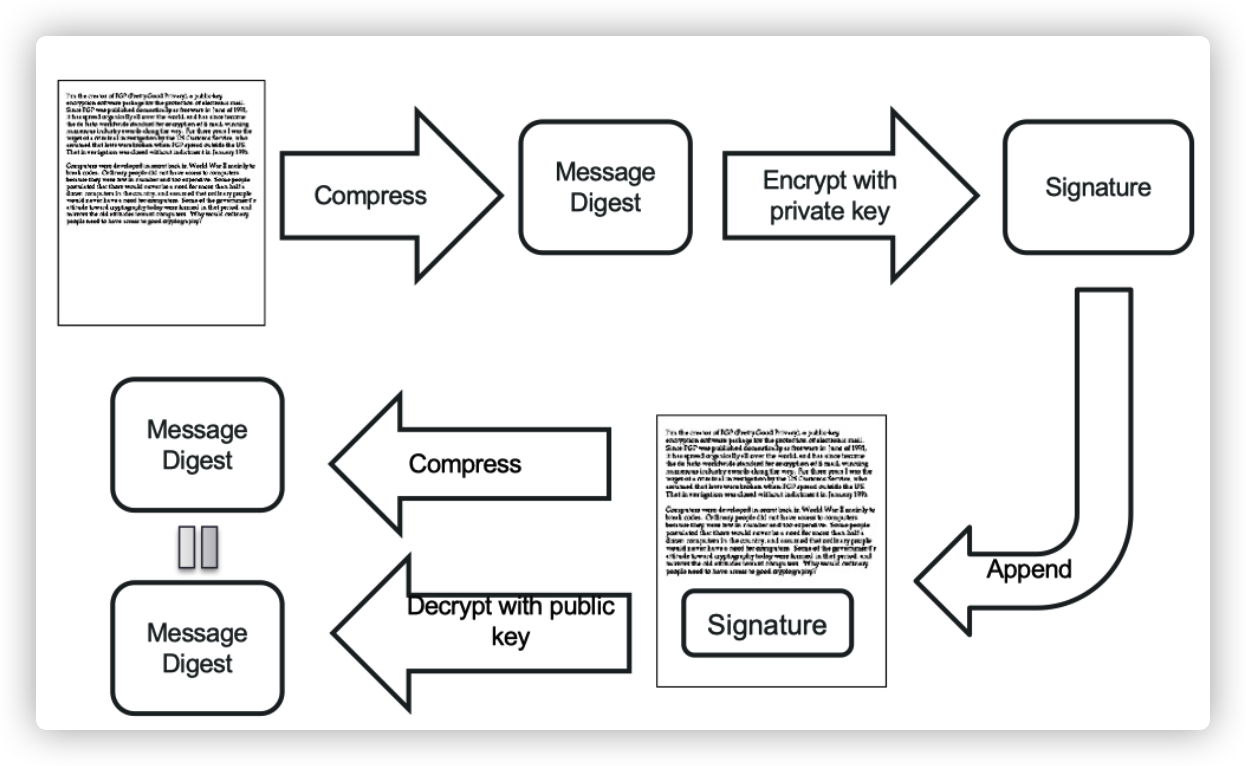 I'm the creator of PGP (Pretty Good Privacy), a public-key
encryption software package for the protection of electronic mail.
Since PGP was published domestically as freeware in June of 1991,
it has spread organically all over the world, and has since become
the de facto worldwide standard for encryption of E-mail, winning
numerous industry awards along the way. For three years I was the
target of a criminal investigation by the US Customs Service, who
assumed that laws were broken when PGP spread outside the US.
That investigation was closed without indictment in January 1996.
Computers were developed in secret back in World War II mainly to
break codes. Ordinary people did not have access to computers
because they were few in number and too expensive. Some people
postulated that there would never be a need for more than half a
dozen computers in the country, and assumed that ordinary people
would never have a need for computers. Some of the government's
attitude toward cryptography today were formed in that period, and
mirrors the old attitudes toward computers. Why would ordinary
people need to have access to good cryptography?
Compress
Message
Digest
Encrypt with
private key
Signature
Append
I'm the creator of PGP (Pretty Good Privacy), a public-key
encryption software package for the protection of electronic mail.
Since PGP was published domestically as freeware in June of 1991,
it has spread organically all over the world, and has since become
the de facto worldwide standard for encryption of E-mail, winning
numerous industry awards along the way. For three years I was the
target of a criminal investigation by the US Customs Service, who
assumed that laws were broken when PGP spread outside the US.
That investigation was closed without indictment in January 1996.
Computers were developed in secret back in World War II mainly to
break codes. Ordinary people did not have access to computers
because they were few in number and too expensive. Some people
postulated that there would never be a need for more than half a
dozen computers in the country, and assumed that ordinary people
would never have a need for computers. Some of the government's
attitude toward cryptography today were formed in that period, and
mirrors the old attitudes toward computers. Why would ordinary
people need to have access to good cryptography?
Signature
Compress
Message
Digest
Decrypt with public
key
Message
Digest